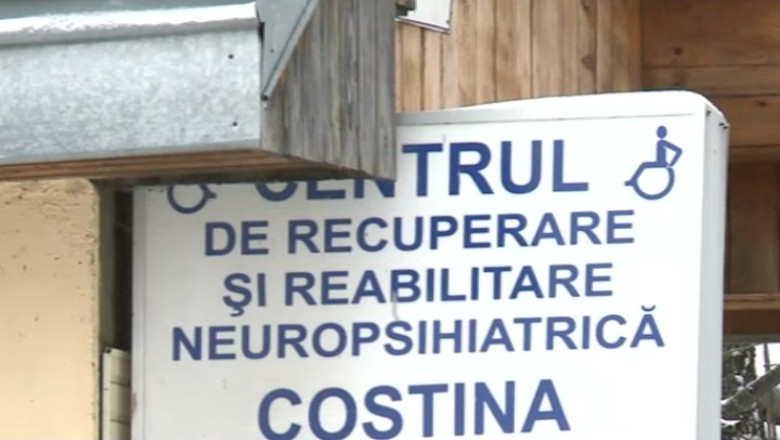 CENTRUL
DE RECUPERARE
ŞI REABILITARE
NEUROPSIHIATRICĂ
COSTINA